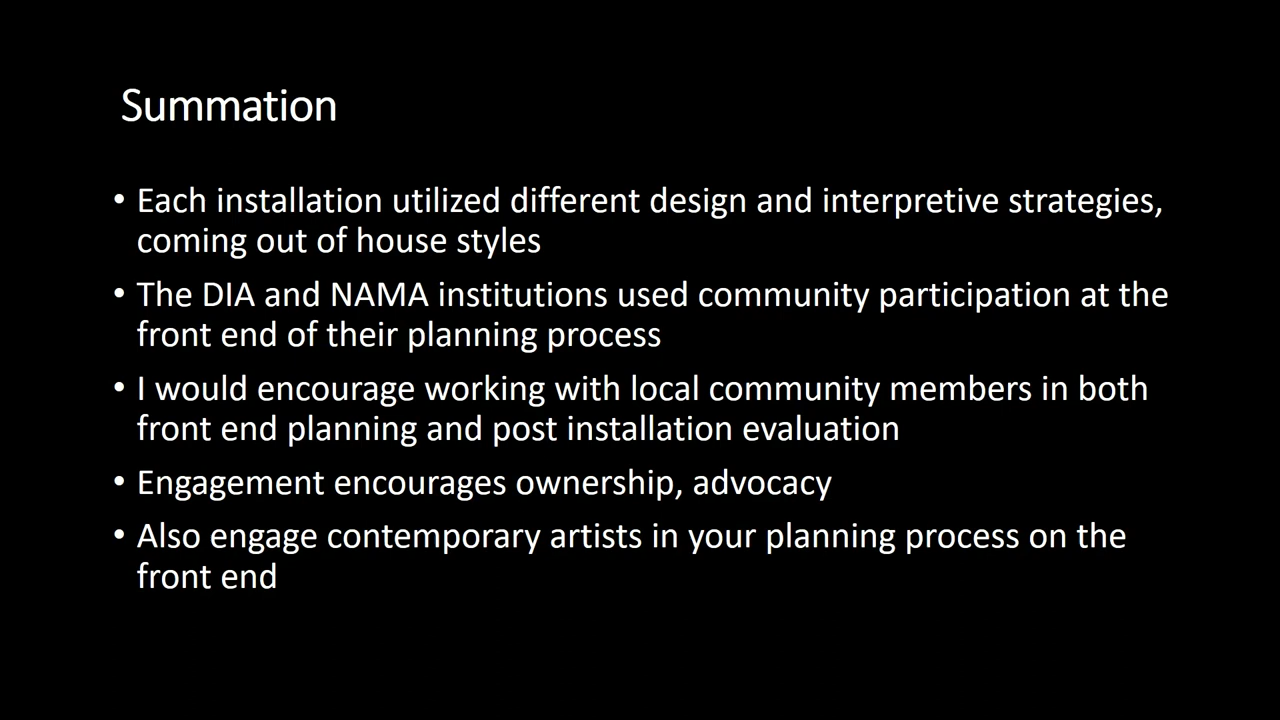 Summation
• Each installation utilized different design and interpretive strategies,
coming out of house styles
• The DIA and NAMA institutions used community participation at the
front end of their planning process
• I would encourage working with local community members in both
front end planning and post installation evaluation
• Engagement encourages ownership, advocacy
• Also engage contemporary artists in your planning process on the
front end